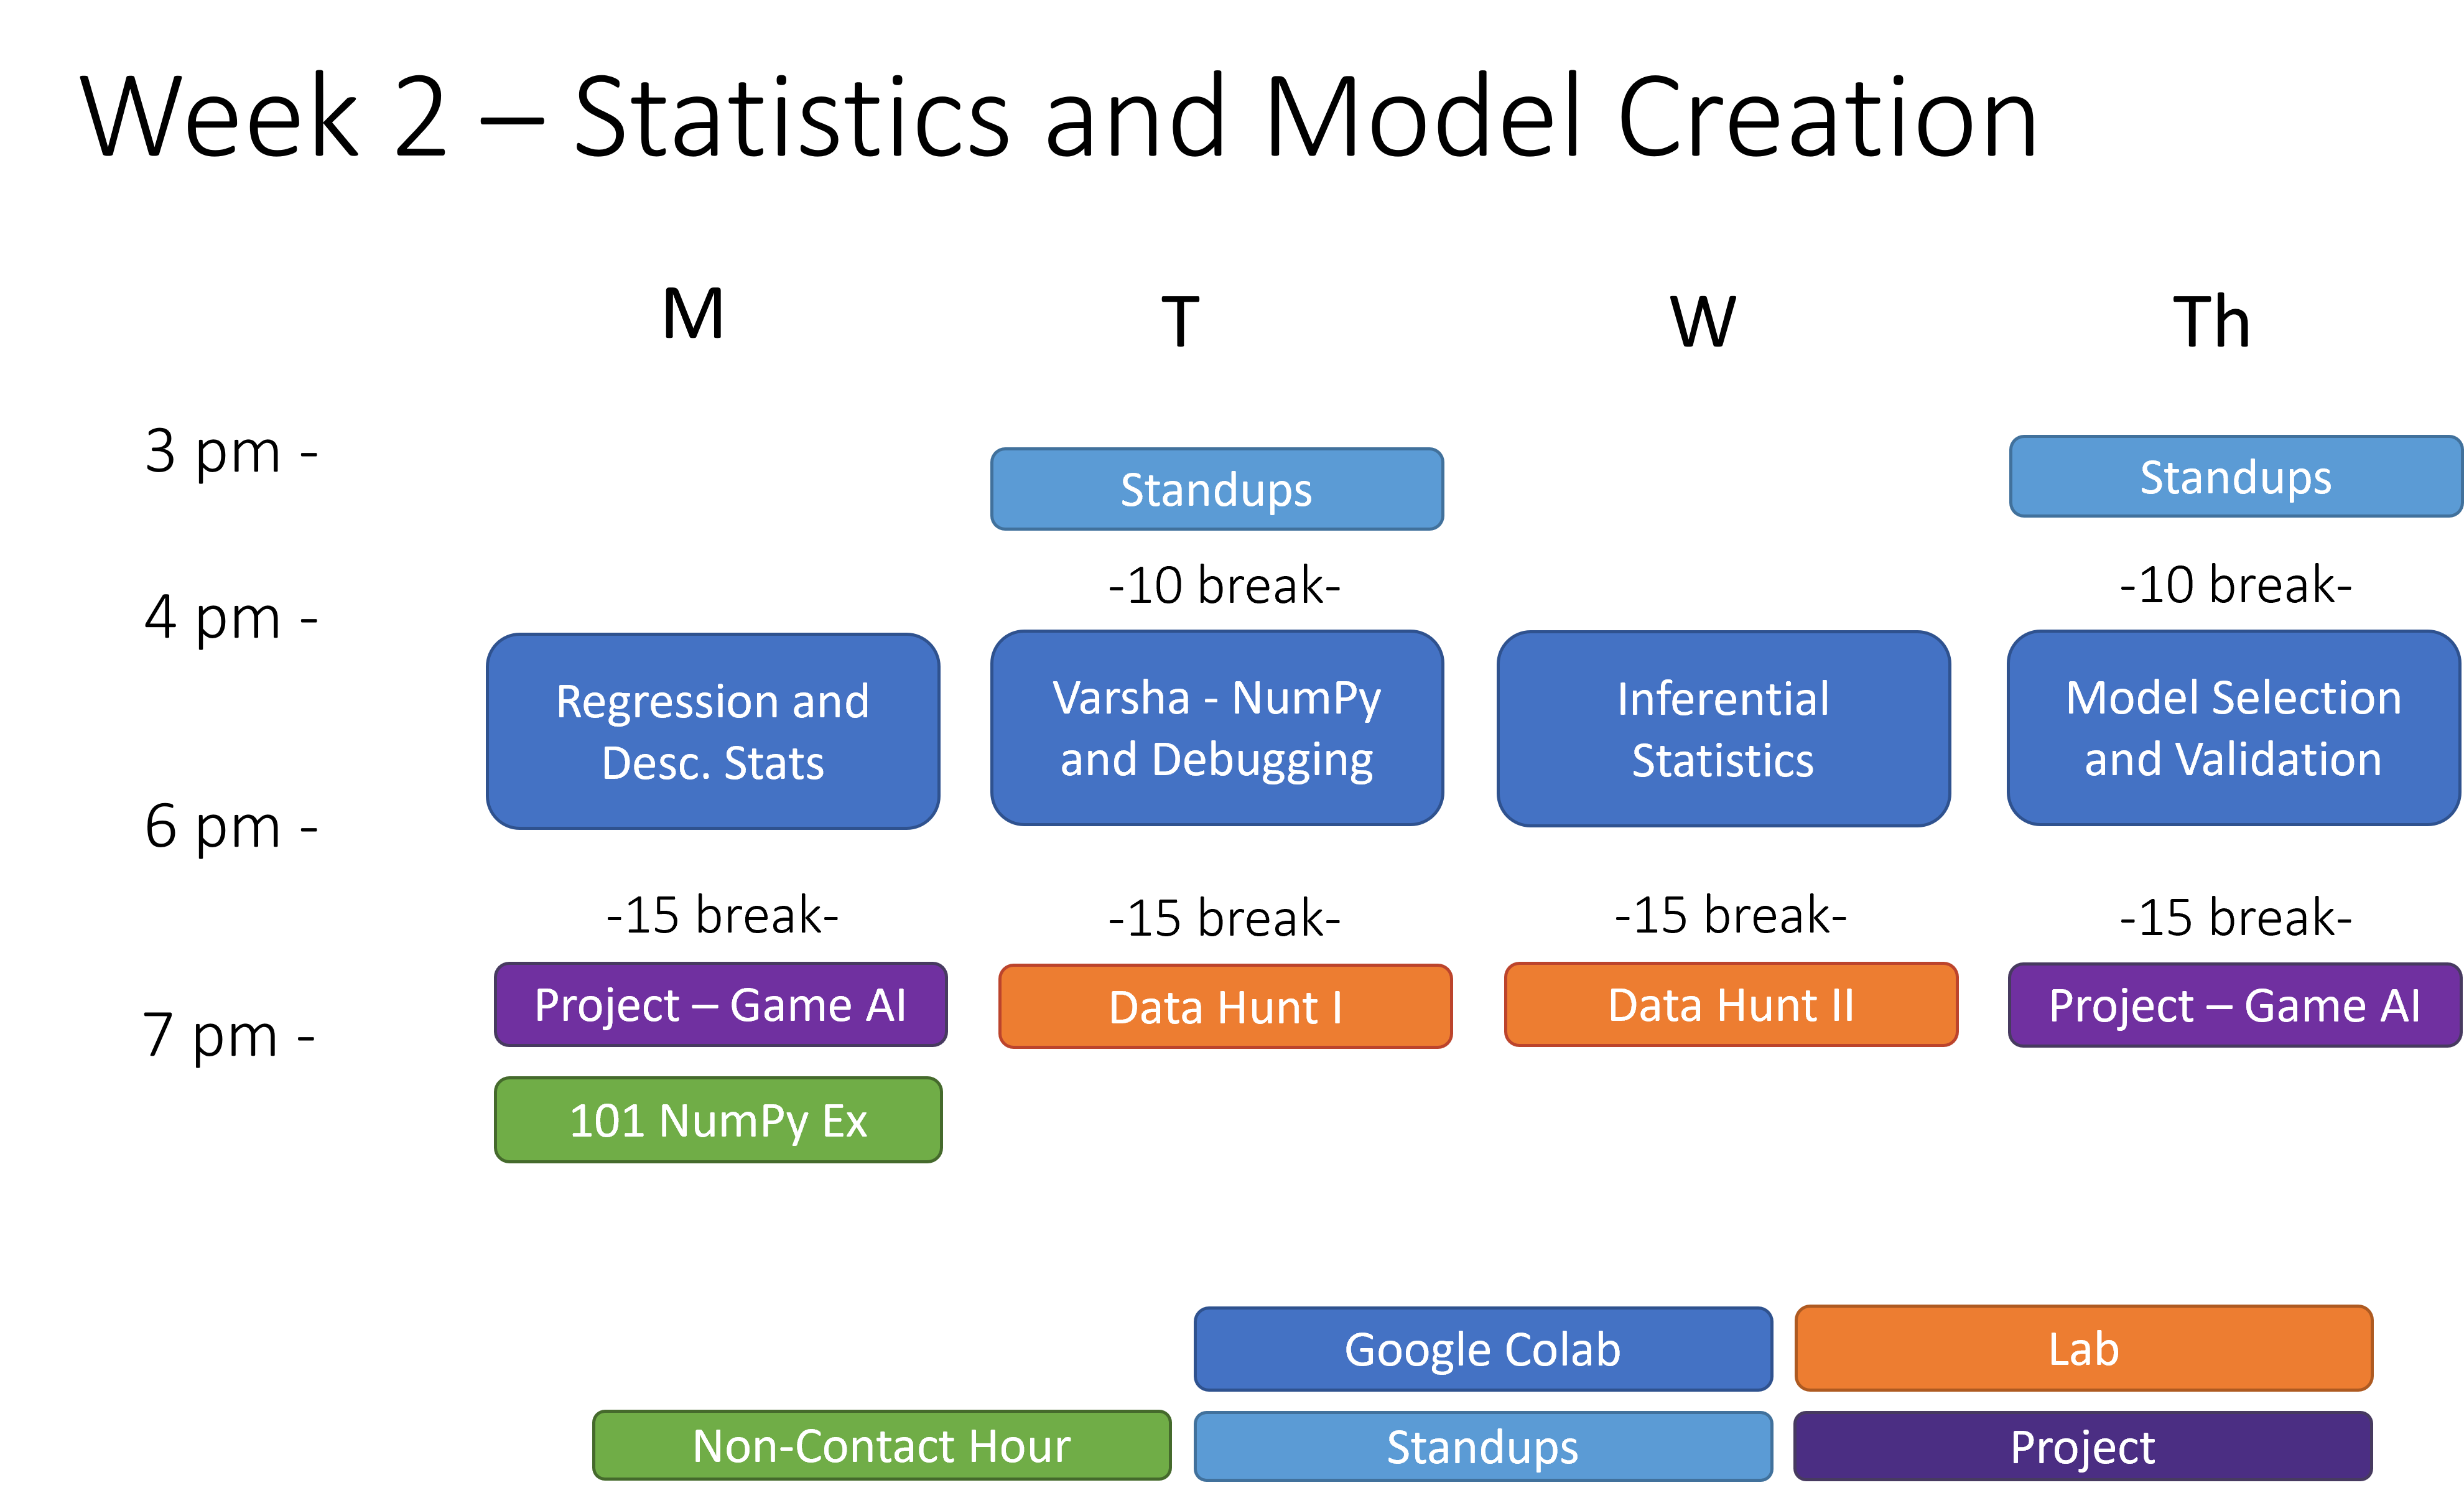 Week 2 – Statistics and Model Creation
M
T
W
Th
3 pm -
Standups
Standups
-10 break-
-10 break-
4 pm -
Regression and
Desc. Stats
Varsha - NumPy
and Debugging
Inferential
Statistics
Model Selection
and Validation
6 pm -
-15 break-
-15 break-
-15 break-
-15 break-
Project – Game AI
Data Hunt I
Data Hunt II
Project – Game AI
7 pm -
101 NumPy Ex
Google Colab
Lab
Non-Contact Hour
Standups
Project